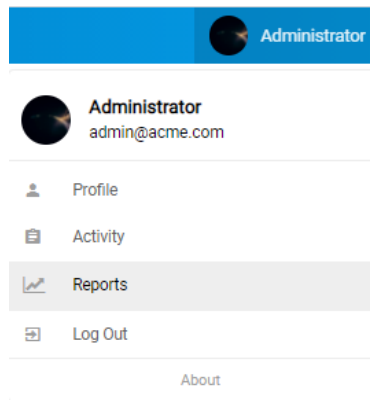 Administrator
Administrator
admin@acme.com
Profile
Activity
Reports
Log Out
About